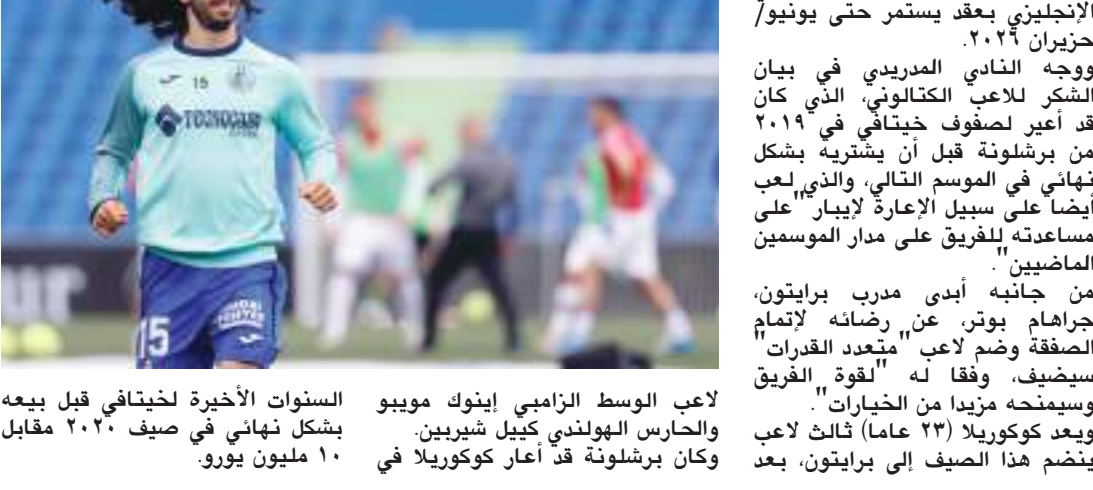 الإنجليزي بعقد يستمر حتى يونيو/
حزيران ٢٠٢٦.
ووجه النادي المدريدي في بيان
الشكر للاعب الكتالوني، الذي كان
قد أعير لصفوف خيتافي في ٢٠١٩
من برشلونة قبل أن يشتريه بشكل
نهائي في الموسم التالي، والذي لعب
أيضا على سبيل الإعارة لإيبار "على
مساعدته للفريق على مدار الموسمين
الماضيين".
من جانبه أبدى مدرب برايتون،
جراهام بوتر، عن رضائه لإتمام
الصفقة وضم لاعب "متعدد القدرات"
سيضيف، وفقا له "لقوة الفريق
وسيمنحه مزيدا من الخيارات".
ويعد كوكوريلا (٢٣ عاما) ثالث لاعب
ينضم هذا الصيف إلى برايتون، بعد
لاعب الوسط الزامبي إينوك مويبو
والحارس الهولندي كييل شيربين.
وكان برشلونة قد أعار كوكوريلا في
السنوات الأخيرة لخيتافي قبل بيعه
بشكل نهائي في صيف ٢٠٢٠ مقابل
١٠ مليون يورو.
15
TECNOCASA
15